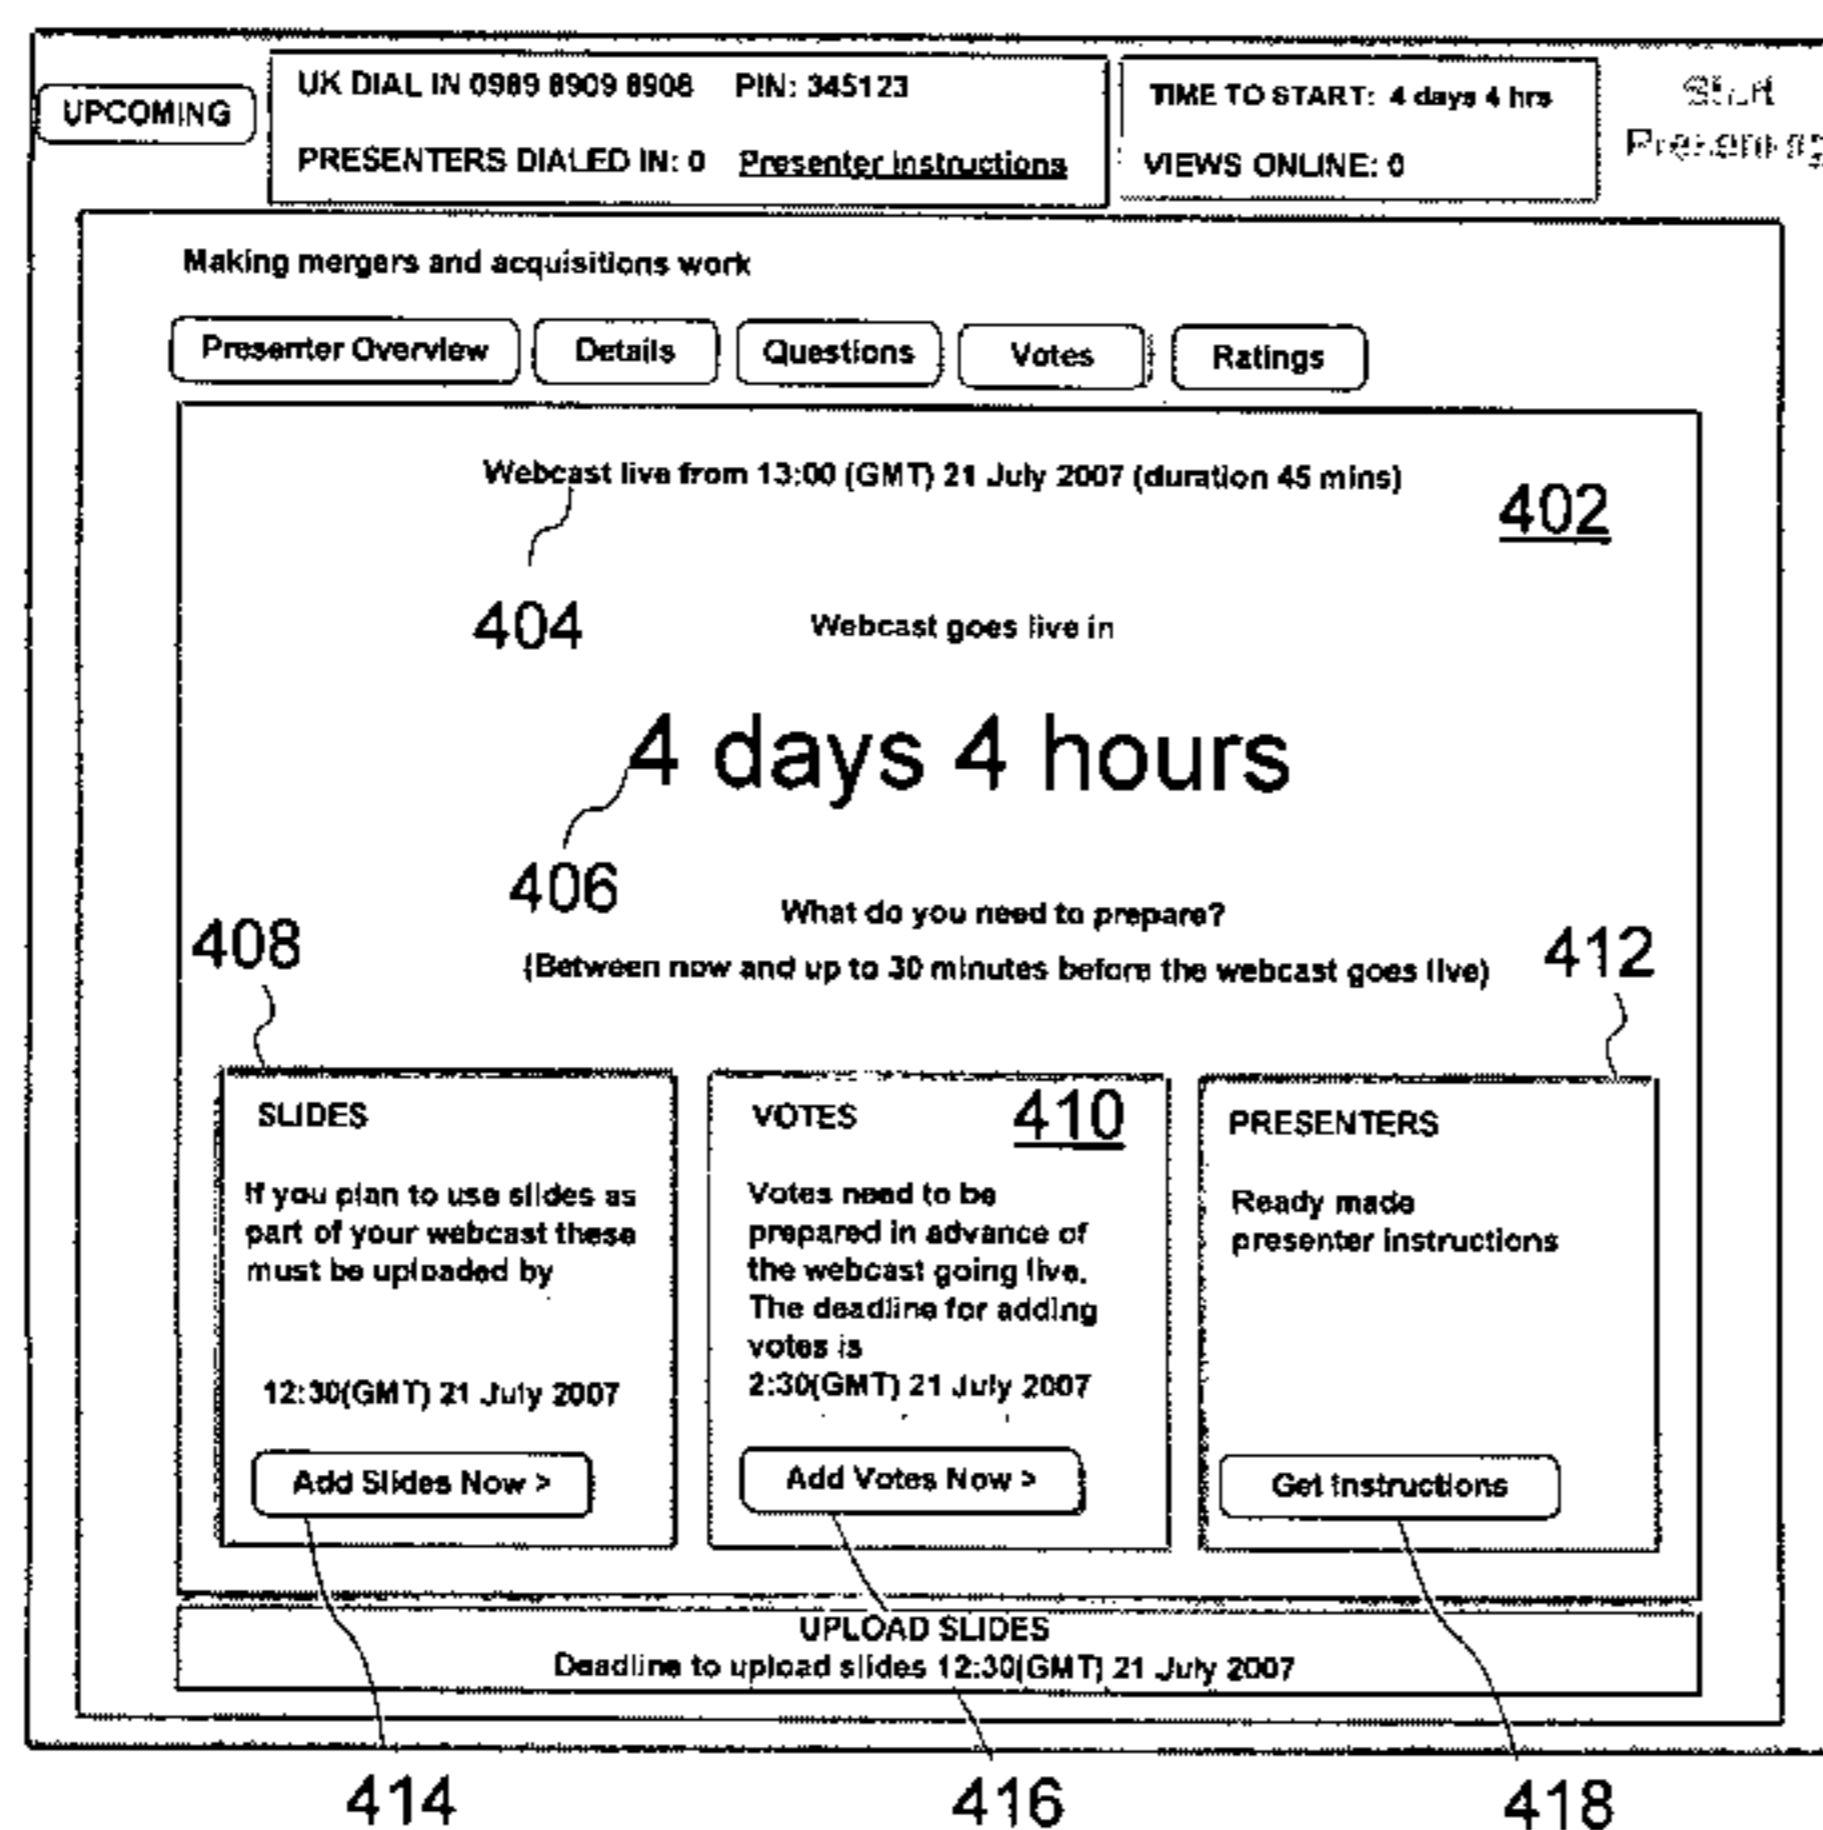 UPCOMING
UK DIAL IN 0989 8909 8908 PIN: 345123
PRESENTERS DIALED IN: 0 Presenter Instructions
TIME TO START: 4 days 4 hrs
VIEWS ONLINE: 0
Start
Presenting
Making mergers and acquisitions work
Presenter Overview
Details
Questions
Votes
Ratings
Webcast live from 13:00 (GMT) 21 July 2007 (duration 45 mins)
402
404
Webcast goes live in
4 days 4 hours
406
What do you need to prepare?
(Between now and up to 30 minutes before the webcast goes live)
408
412
SLIDES
If you plan to use slides as
part of your webcast these
must be uploaded by
12:30(GMT) 21 July 2007
Add Slides Now >
VOTES
410
Votes need to be
prepared in advance of
the webcast going live.
The deadline for adding
votes is
2:30(GMT) 21 July 2007
Add Votes Now >
PRESENTERS
Ready made
presenter instructions
Get Instructions
UPLOAD SLIDES
Deadline to upload slides 12:30(GMT) 21 July 2007
414
416
418